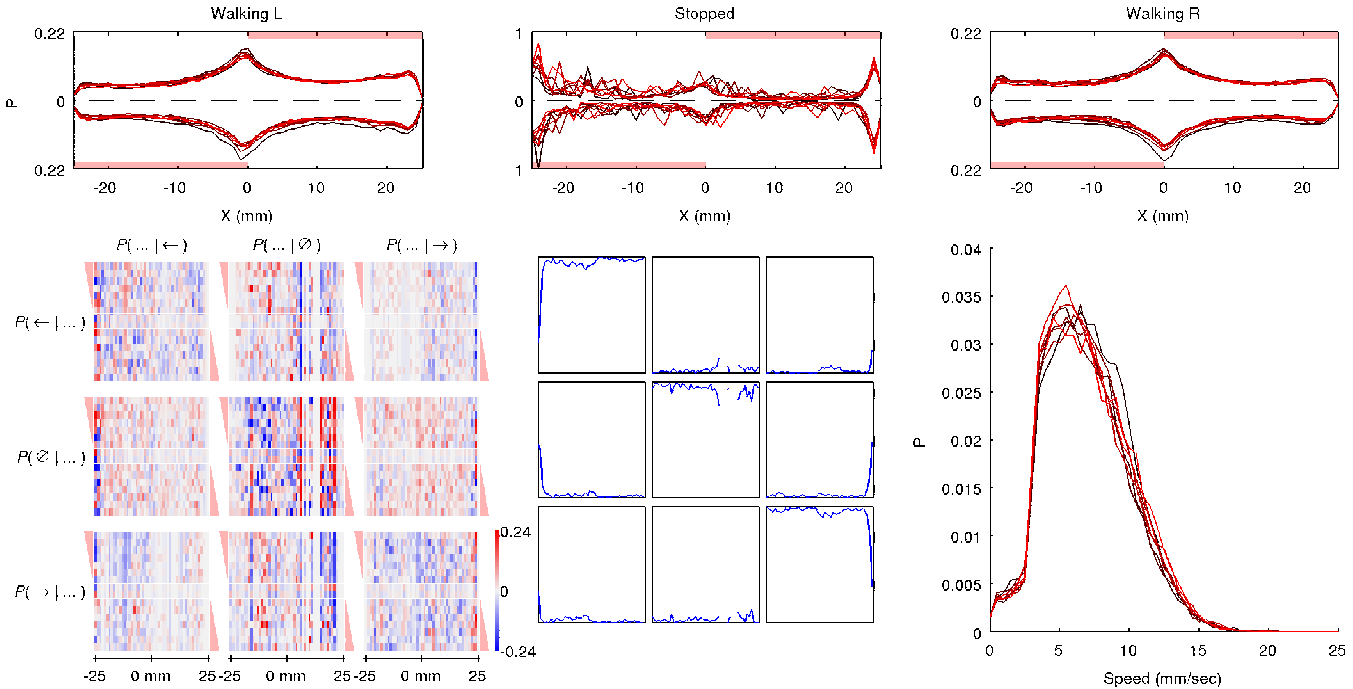 Walking L
Stopped
Walking R
0.22
0
0.22
P
-20 -10 0 10 20
X (mm)
1
0
1
-20 -10 0 10 20
X (mm)
0.22
0
0.22
-20 -10 0 10 20
X (mm)
P( ... | ← )
P( ... | ∅ )
P( ... | → )
P( ← | ... )
P( ∅ | ... )
P( → | ... )
0.24
0
-0.24
-25 0 mm 25
-25 0 mm 25
-25 0 mm 25
0.04
0.035
0.03
0.025
0.02
0.015
0.01
0.005
0
P
0 5 10 15 20 25
Speed (mm/sec)